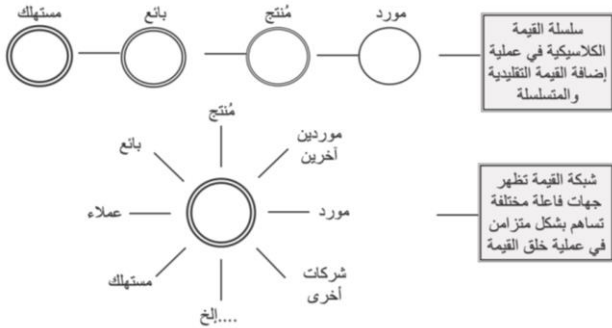 مورد
مُنتج
بائع
مستهلك
سلسلة القيمة
الكلاسيكية في عملية
إضافة القيمة التقليدية
والمتسلسلة
مُنتج
موردين
آخرين
بائع
مورد
عملاء
شركات
أخرى
مستهلك
....إلخ
شبكة القيمة تظهر
جهات فاعلة مختلفة
تساهم بشكل متزامن
في عملية خلق القيمة